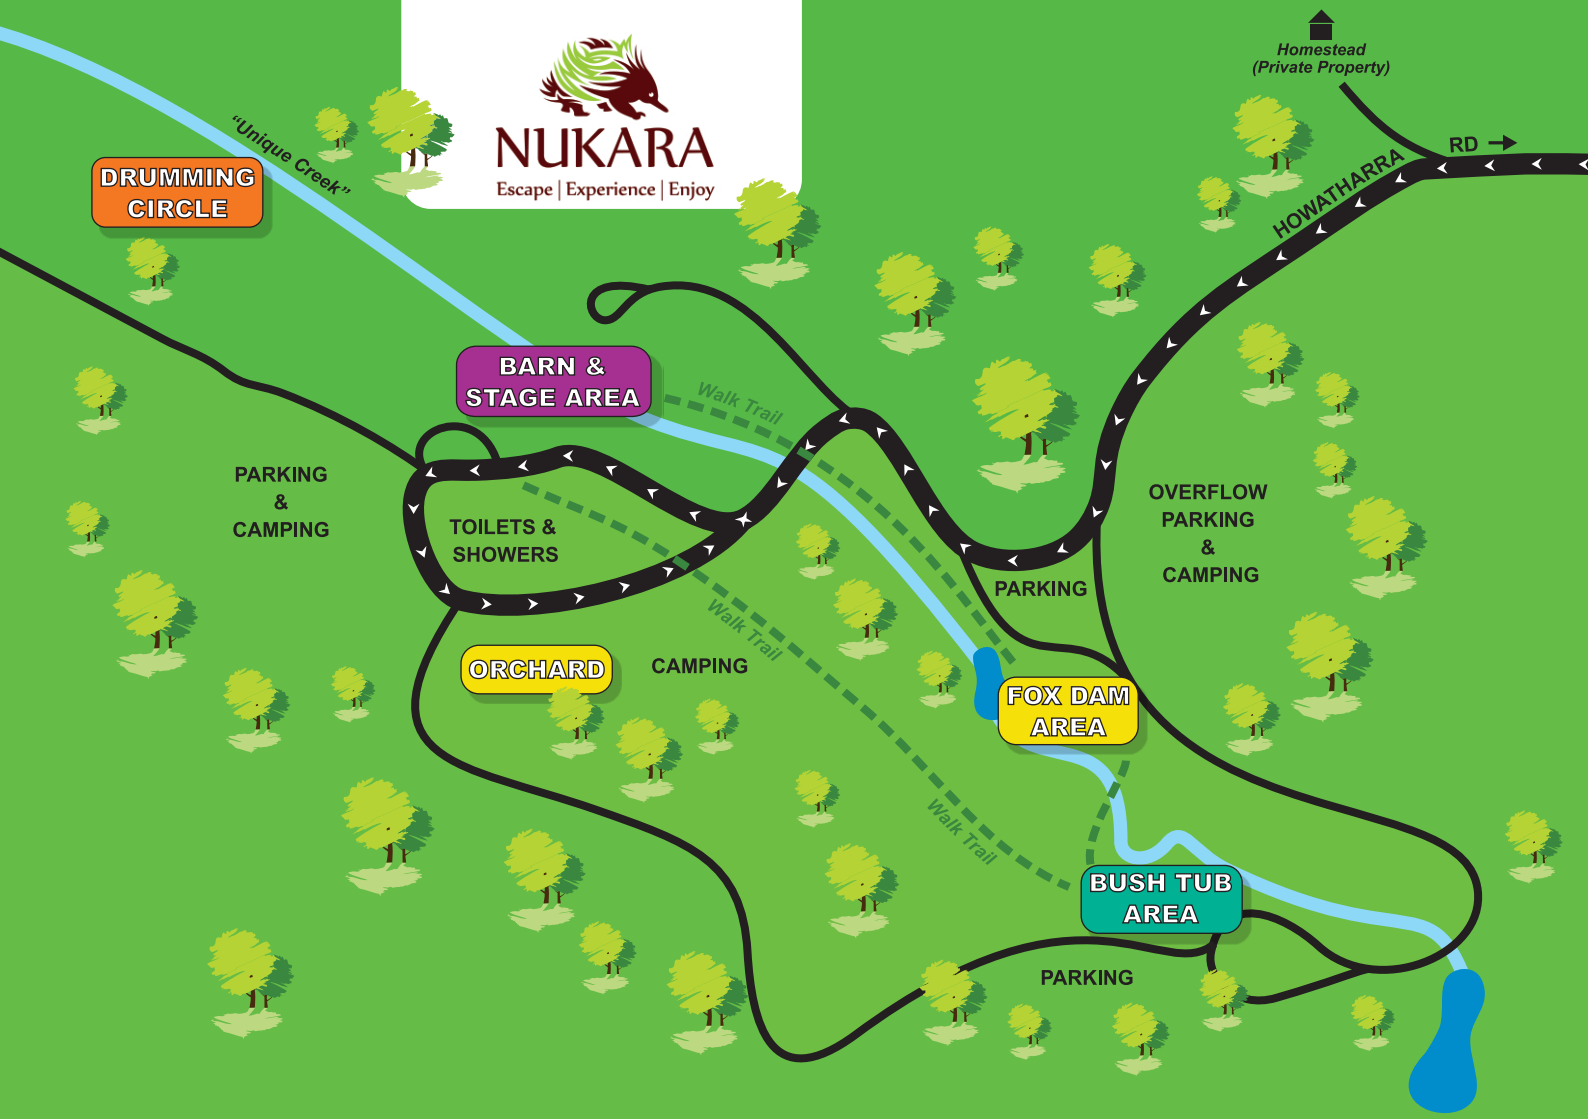 Homestead
(Private Property)
RD
HOWATHARRA
"Unique Creek"
NUKARA
Escape | Experience | Enjoy
DRUMMING
CIRCLE
BARN &
STAGE AREA
Walk Trail
PARKING
&
CAMPING
TOILETS &
SHOWERS
OVERFLOW
PARKING
&
CAMPING
PARKING
Walk Trail
ORCHARD
CAMPING
FOX DAM
AREA
Walk Trail
BUSH TUB
AREA
PARKING